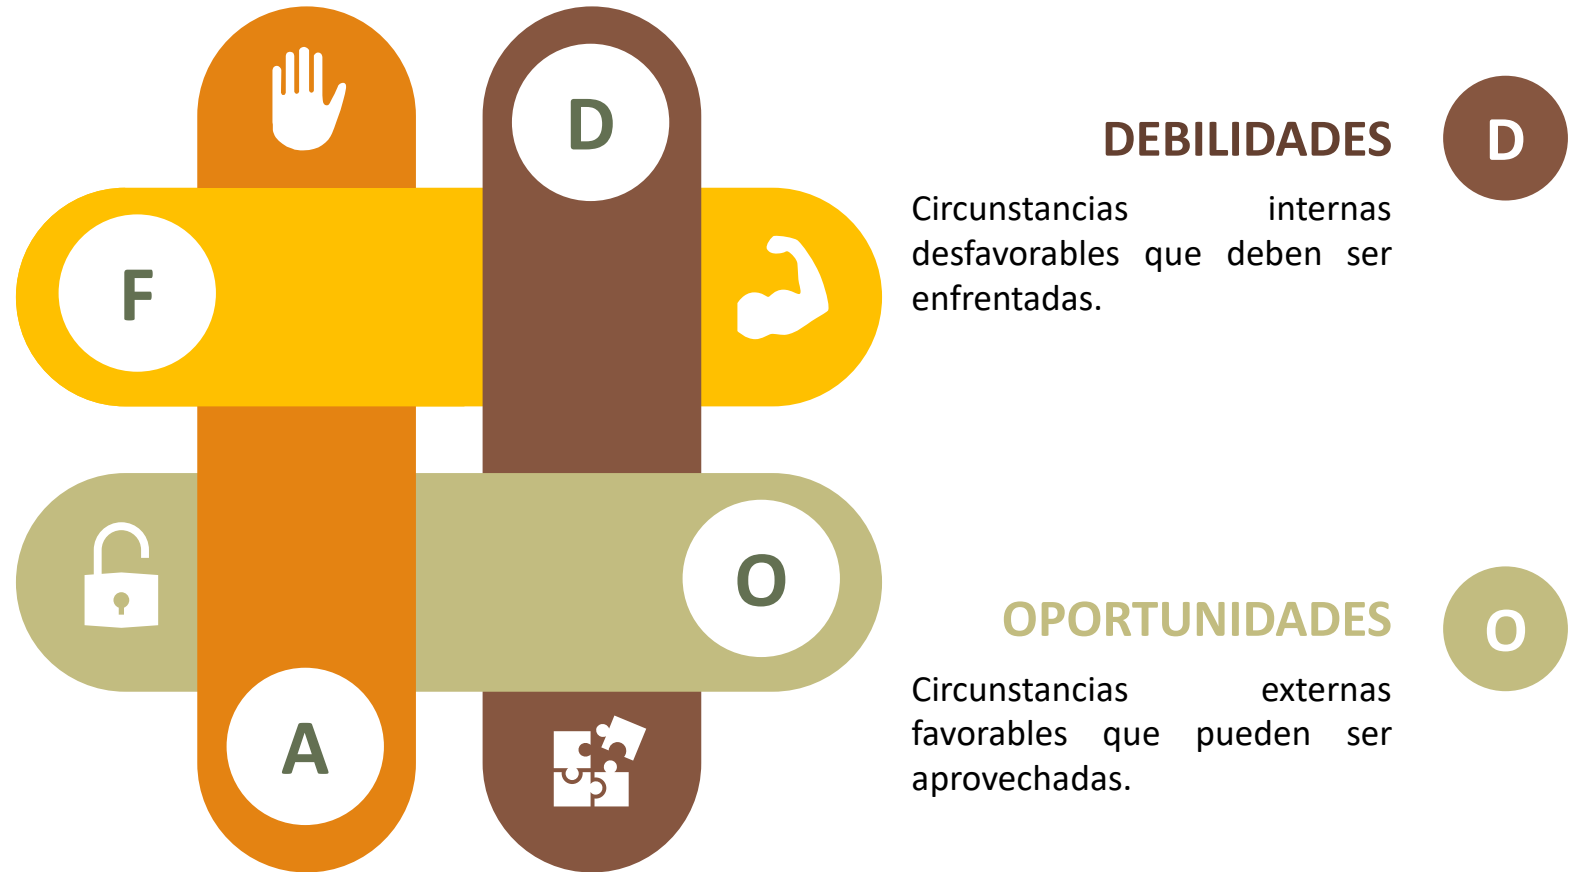 D
F
O
A
DEBILIDADES
D
Circunstancias internas
desfavorables que deben ser
enfrentadas.
OPORTUNIDADES
O
Circunstancias externas
favorables que pueden ser
aprovechadas.